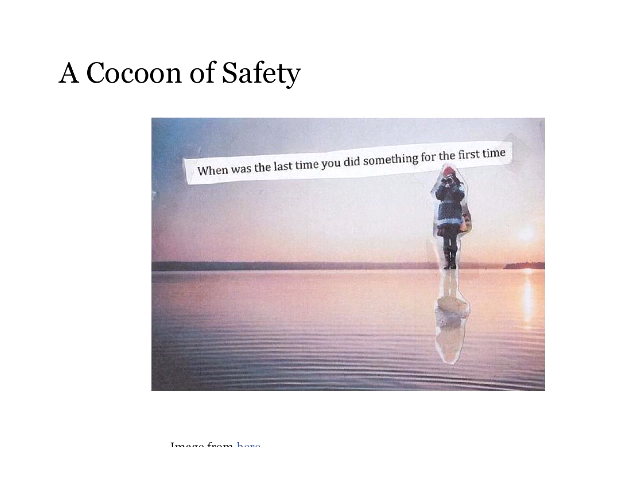 A Cocoon of Safety
When was the last time you did something for the first time
Image from here